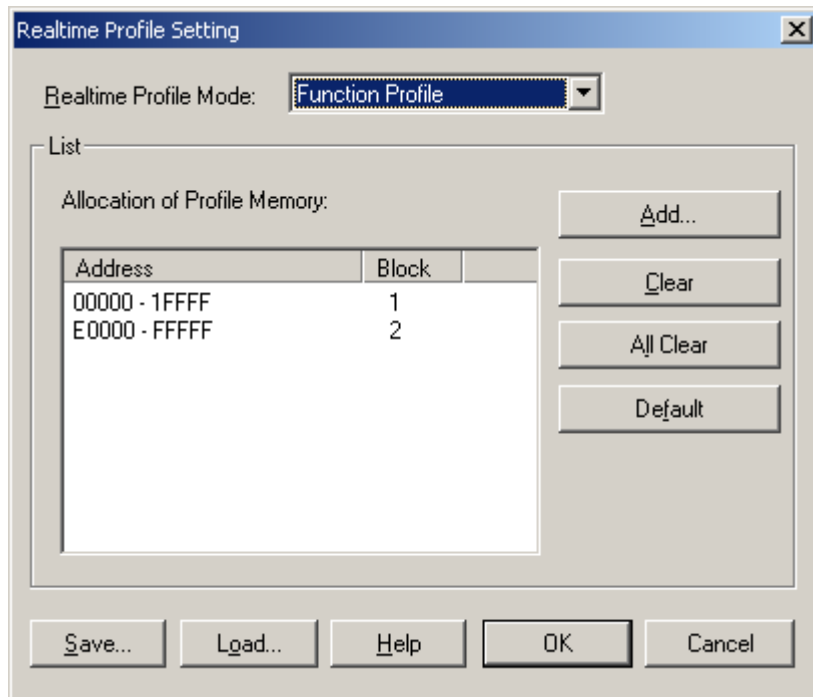 Realtime Profile Setting
Realtime Profile Mode: Function Profile
List
Allocation of Profile Memory:
Add...
Address Block
Clear
00000 - 1FFFF 1
E0000 - FFFFF 2
All Clear
Default
Save... Load... Help OK Cancel